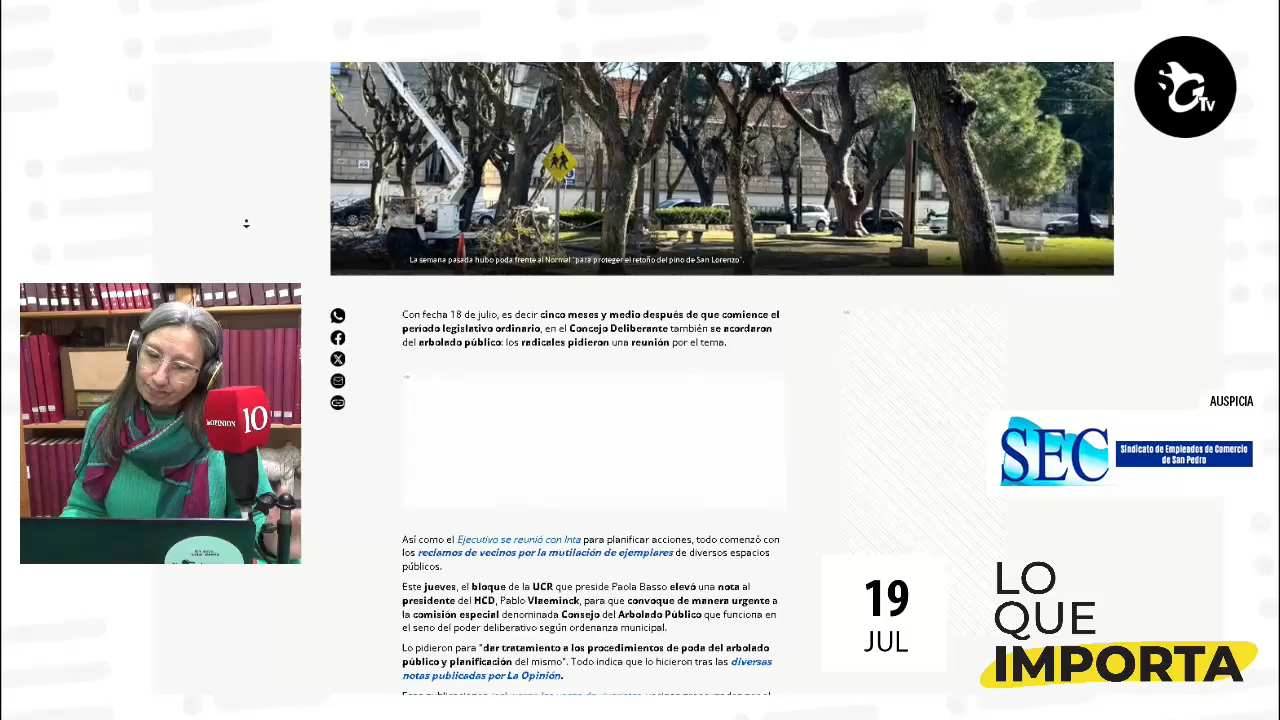 GTV
La semana pasada hubo poda frente al Normal "para proteger el retoño del pino de San Lorenzo".
Con fecha 18 de julio, es decir cinco meses y medio después de que comience el
período legislativo ordinario, en el Concejo Deliberante también se acordaron
del arbolado público: los radicales pidieron una reunión por el tema.
LA OPINION 10
AUSPICIA
SEC
Sindicato de Empleados de Comercio
de San Pedro
Así como el Ejecutivo se reunió con Inta para planificar acciones, todo comenzó con
los reclamos de vecinos por la mutilación de ejemplares de diversos espacios
públicos.
Este jueves, el bloque de la UCR que preside Paola Basso elevó una nota al
presidente del HCD, Pablo Vlaeminck, para que convoque de manera urgente a
la comisión especial denominada Consejo del Arbolado Público que funciona en
el seno del poder deliberativo según ordenanza municipal.
Lo pidieron para "dar tratamiento a los procedimientos de poda del arbolado
público y planificación del mismo". Todo indica que lo hicieron tras las diversas
notas publicadas por La Opinión.
19
JUL
LO
QUE
IMPORTA